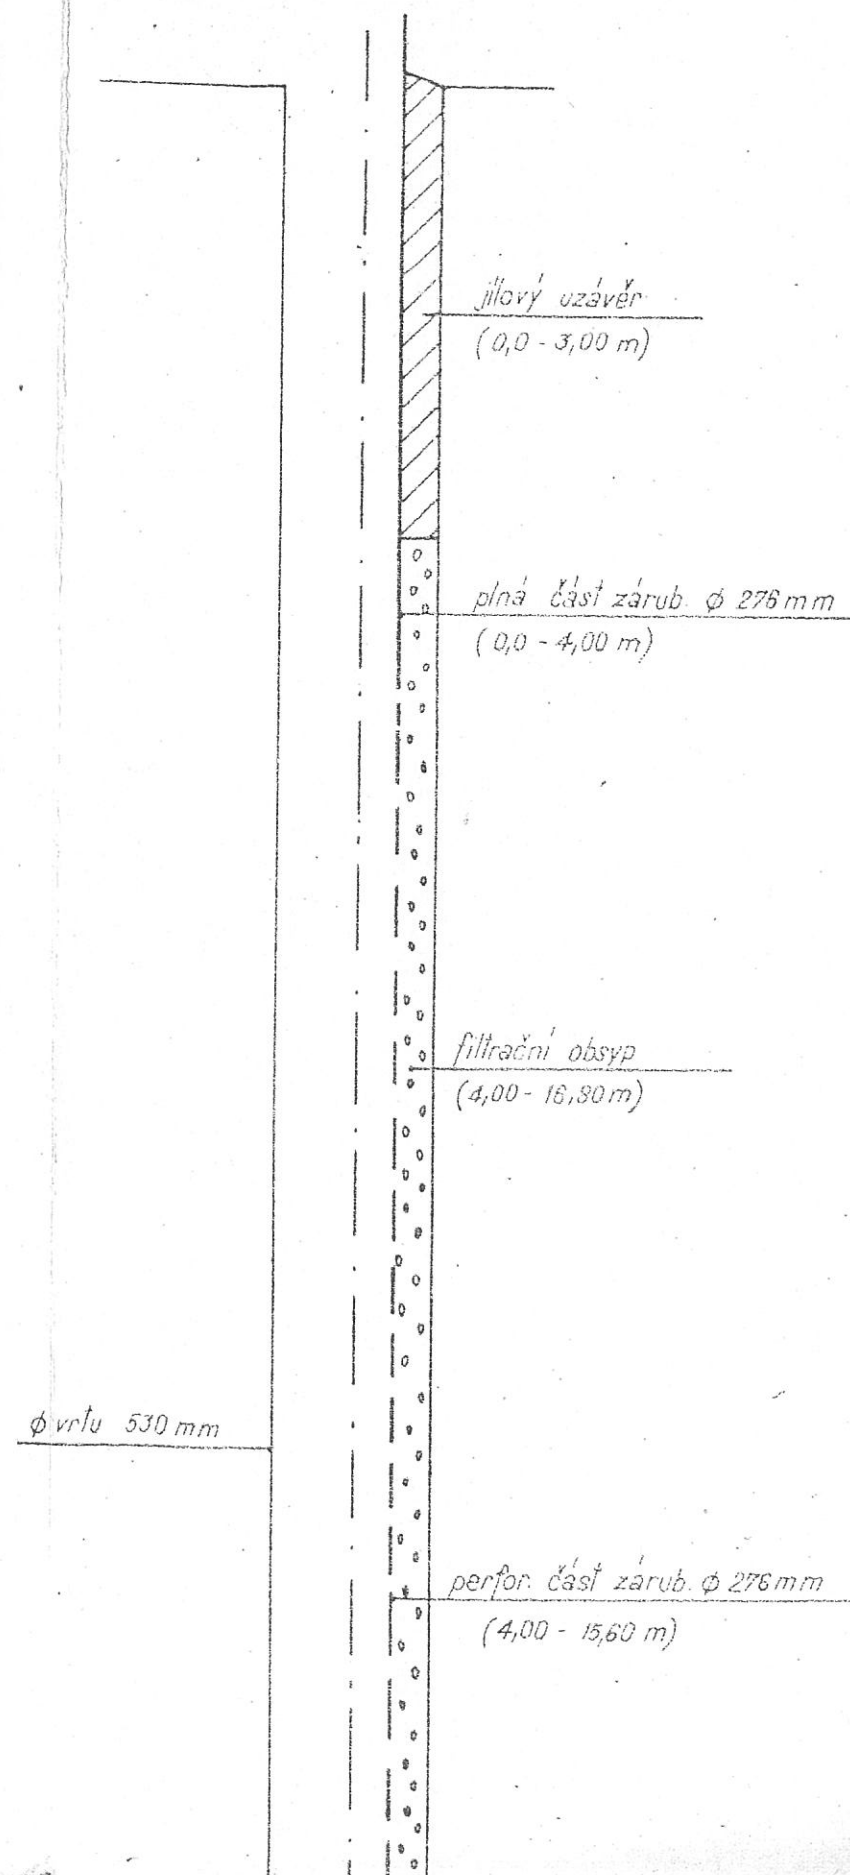 jílový uzávěr
(0,0 - 3,00 m)
plná část zárub. ϕ 276 mm
(0,0 - 4,00 m)
filtrační obsyp
(4,00 - 16,80 m)
ϕ vrtu 530 mm
perfor. část zárub. ϕ 276 mm
(4,00 - 15,60 m)